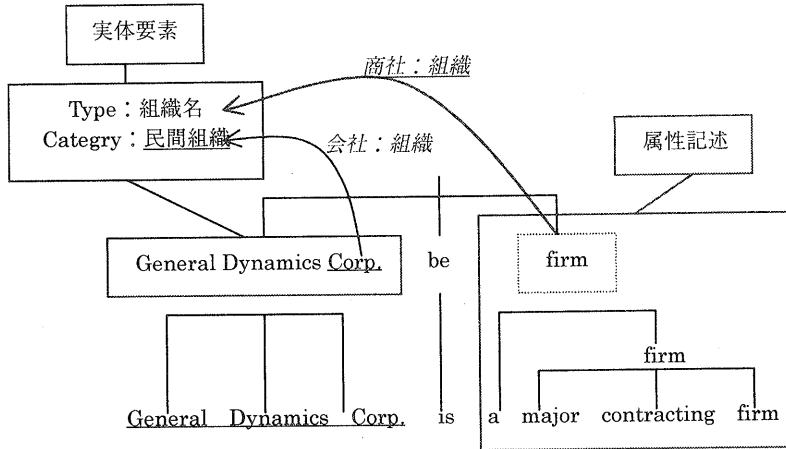 実体要素
商社：組織
Type：組織名
Categry：民間組織
会社：組織
属性記述
General Dynamics Corp. be firm
firm
General Dynamics Corp. is a major contracting firm